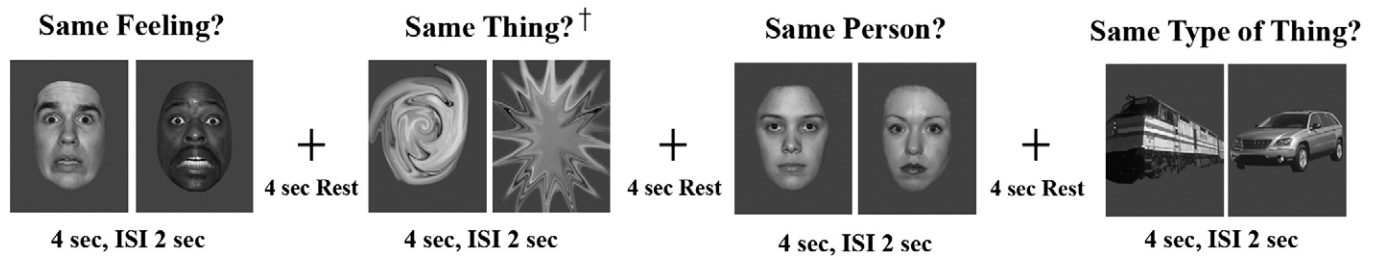 Same Feeling?
Same Thing?†
Same Person?
Same Type of Thing?
+
4 sec Rest
+
4 sec Rest
+
4 sec Rest
4 sec, ISI 2 sec
4 sec, ISI 2 sec
4 sec, ISI 2 sec
4 sec, ISI 2 sec